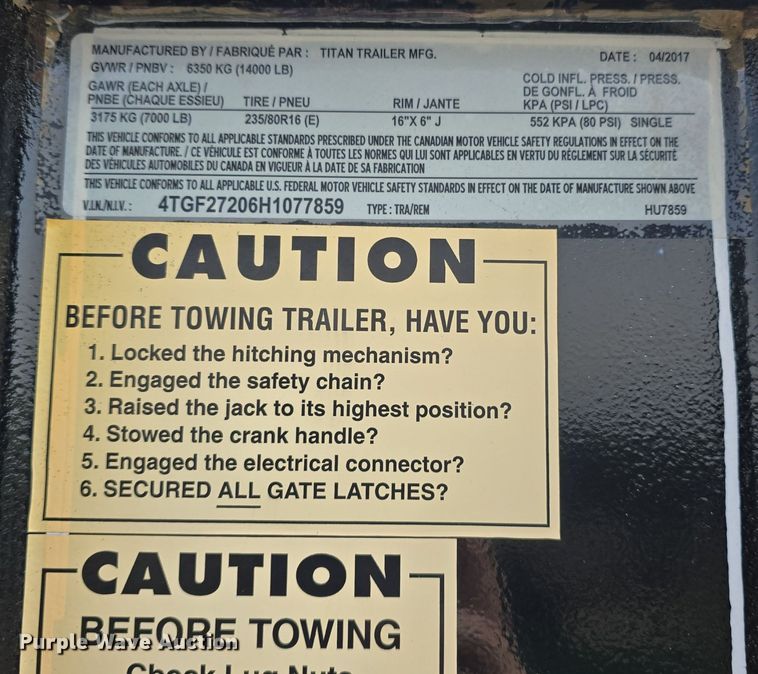 MANUFACTURED BY / FABRIQUÉ PAR : TITAN TRAILER MFG. DATE : 04/2017
GVWR / PNBV : 6350 KG (14000 LB)
GAWR (EACH AXLE) / PNBE (CHAQUE ESSIEU) TIRE / PNEU RIM / JANTE COLD INFL. PRESS. / PRESS. DE GONFL. À FROID KPA (PSI / LPC)
3175 KG (7000 LB) 235/80R16 (E) 16"X 6" J 552 KPA (80 PSI) SINGLE
THIS VEHICLE CONFORMS TO ALL APPLICABLE STANDARDS PRESCRIBED UNDER THE CANADIAN MOTOR VEHICLE SAFETY REGULATIONS IN EFFECT ON THE
DATE OF MANUFACTURE. / CE VÉHICULE EST CONFORME À TOUTES LES NORMES QUI LUI SONT APPLICABLES EN VERTU DU RÈGLEMENT SUR LA SÉCURITÉ
DES VÉHICULES AUTOMOBILES DU CANADA EN VIGUEUR À LA DATE DE SA FABRICATION
THIS VEHICLE CONFORMS TO ALL APPLICABLE U.S. FEDERAL MOTOR VEHICLE SAFETY STANDARDS IN EFFECT ON THE DATE OF MANUFACTURE SHOWN ABOVE
V.I.N./N.I.V. : 4TGF27206H1077859 TYPE : TRA/REM HU7859
CAUTION
BEFORE TOWING TRAILER, HAVE YOU:
1. Locked the hitching mechanism?
2. Engaged the safety chain?
3. Raised the jack to its highest position?
4. Stowed the crank handle?
5. Engaged the electrical connector?
6. SECURED ALL GATE LATCHES?
CAUTION
BEFORE TOWING
Check Lug Nuts
Purple Wave Auction